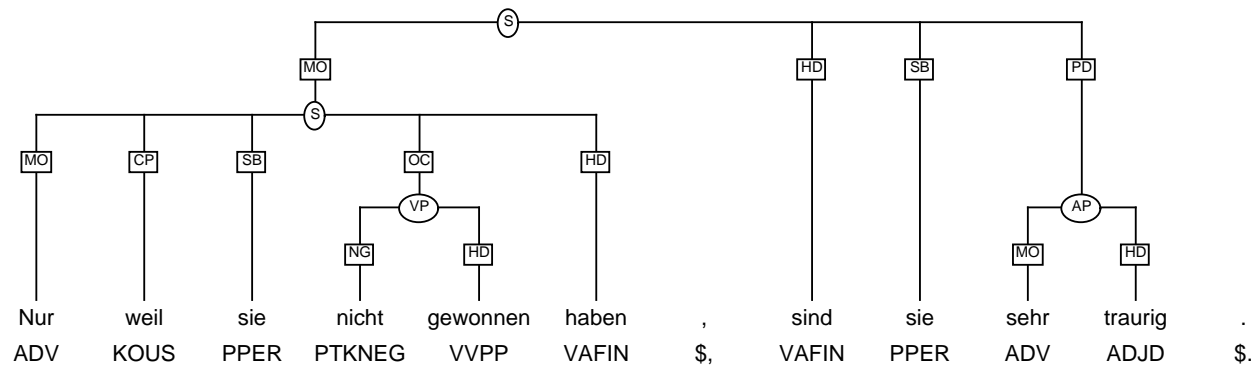 S
MO HD SB PD
S
MO CP SB OC HD
VP AP
NG HD MO HD
Nur weil sie nicht gewonnen haben , sind sie sehr traurig .
ADV KOUS PPER PTKNEG VVPP VAFIN $, VAFIN PPER ADV ADJD $.